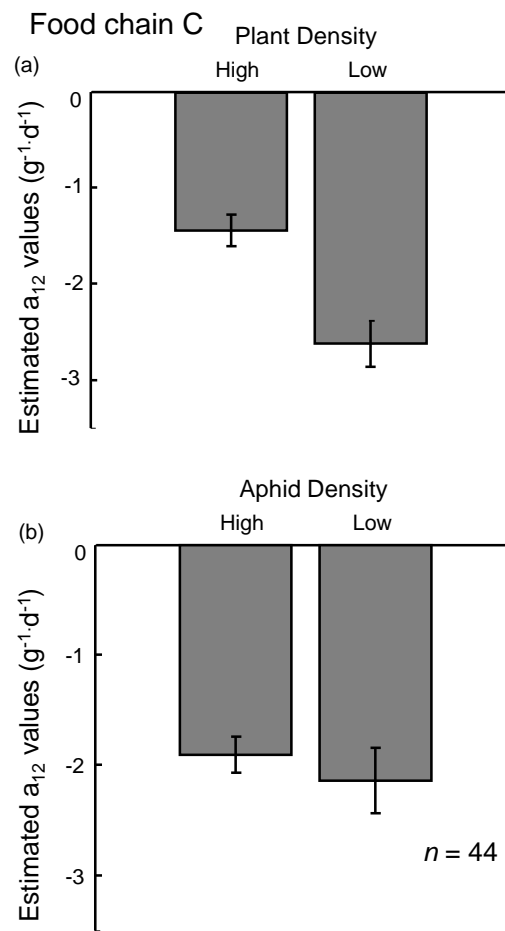 Food chain C
Plant Density
(a)
High Low
0
-1
-2
-3
Estimated a₁₂ values (g⁻¹·d⁻¹)
Aphid Density
(b)
High Low
0
-1
-2
-3
Estimated a₁₂ values (g⁻¹·d⁻¹)
n = 44